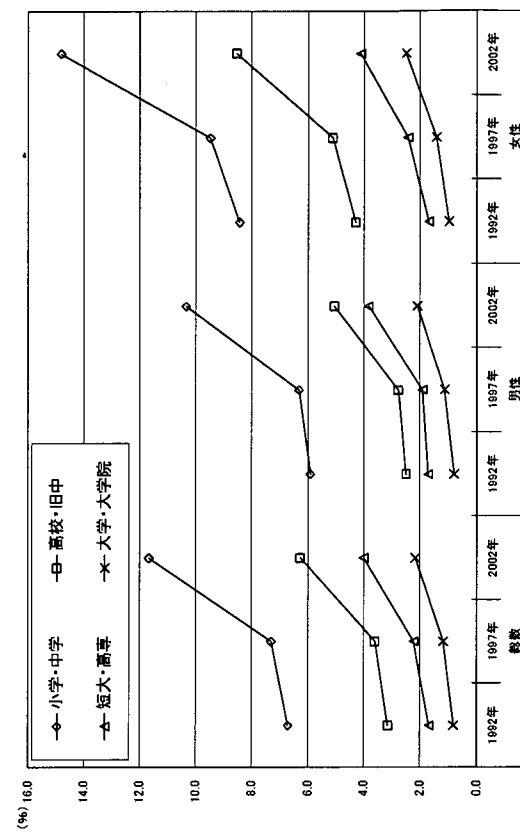 (%)
16.0
14.0
12.0
10.0
8.0
6.0
4.0
2.0
0.0
小学・中学
高校・旧中
短大・高専
大学・大学院
1992年 1997年 2002年 1992年 1997年 2002年 1992年 1997年 2002年
総数 男性 女性